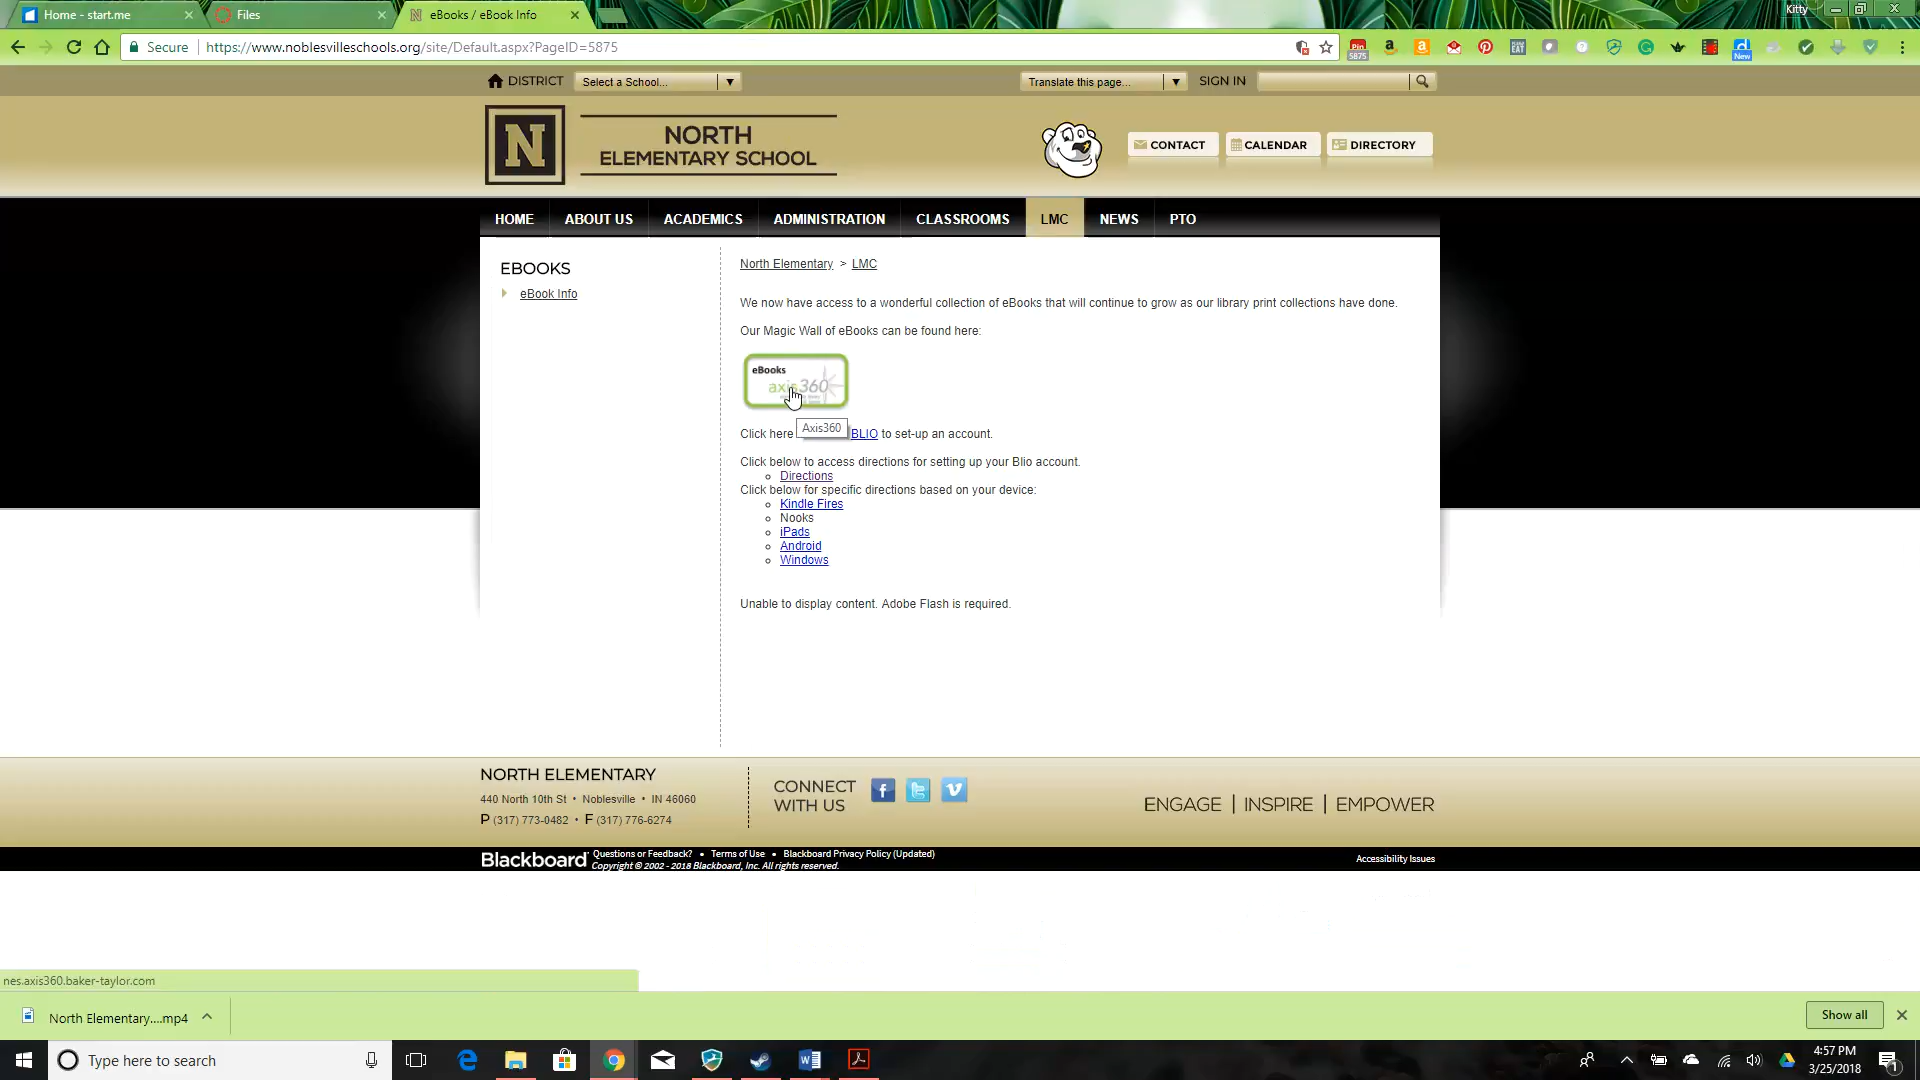 Home - start.me
Files
eBooks / eBook Info
Kitty
Secure
https://www.noblesvilleschools.org/site/Default.aspx?PageID=5875
DISTRICT
Select a School...
Translate this page...
SIGN IN
N
NORTH
ELEMENTARY SCHOOL
CONTACT
CALENDAR
DIRECTORY
HOME
ABOUT US
ACADEMICS
ADMINISTRATION
CLASSROOMS
LMC
NEWS
PTO
EBOOKS
eBook Info
North Elementary > LMC
We now have access to a wonderful collection of eBooks that will continue to grow as our library print collections have done.
Our Magic Wall of eBooks can be found here:
eBooks
axis360
Axis360
Click here BLIO to set-up an account.
Click below to access directions for setting up your Blio account.
Directions
Click below for specific directions based on your device:
Kindle Fires
Nooks
iPads
Android
Windows
Unable to display content. Adobe Flash is required.
NORTH ELEMENTARY
440 North 10th St • Noblesville • IN 46060
P (317) 773-0482 • F (317) 776-6274
CONNECT
WITH US
ENGAGE | INSPIRE | EMPOWER
Blackboard
Questions or Feedback? • Terms of Use • Blackboard Privacy Policy (Updated)
Copyright © 2002 - 2018 Blackboard, Inc. All rights reserved.
Accessibility Issues
nes.axis360.baker-taylor.com
North Elementary....mp4
Show all
Type here to search
4:57 PM
3/25/2018